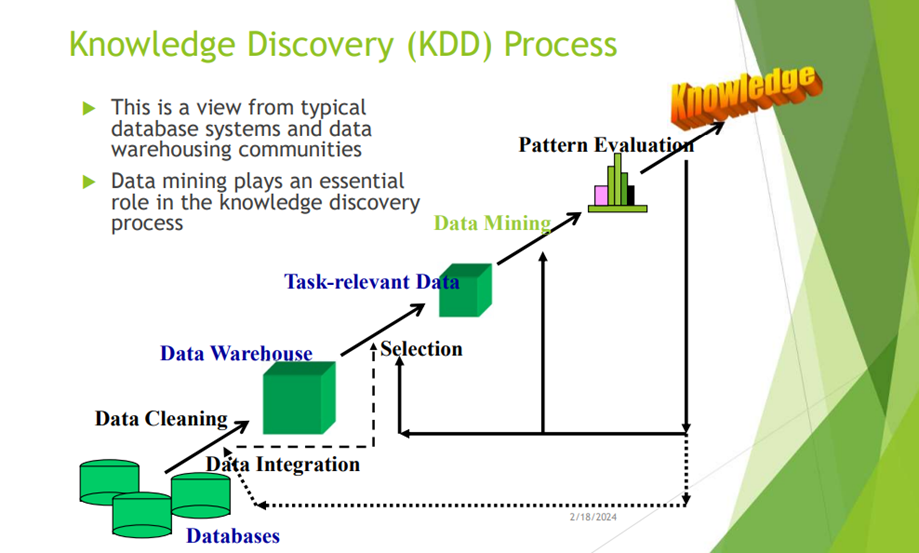 Knowledge Discovery (KDD) Process
This is a view from typical
database systems and data
warehousing communities
Data mining plays an essential
role in the knowledge discovery
process
Knowledge
Pattern Evaluation
Data Mining
Task-relevant Data
Selection
Data Warehouse
Data Cleaning
Data Integration
Databases
2/18/2024